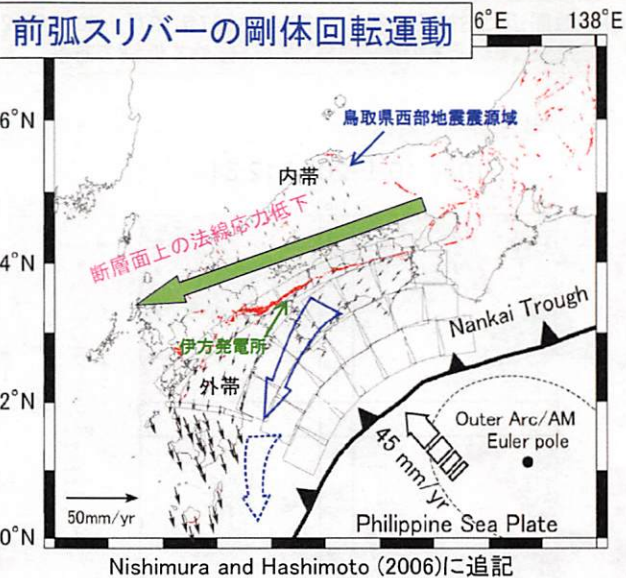 前弧スリバーの剛体回転運動
6°E
138°E
6°N
鳥取県西部地震震源域
内帯
断層面上の法線応力低下
4°N
Nankai Trough
伊方発電所
外帯
2°N
Outer Arc/AM
Euler pole
45 mm/yr
50mm/yr
Philippine Sea Plate
0°N
Nishimura and Hashimoto (2006)に追記